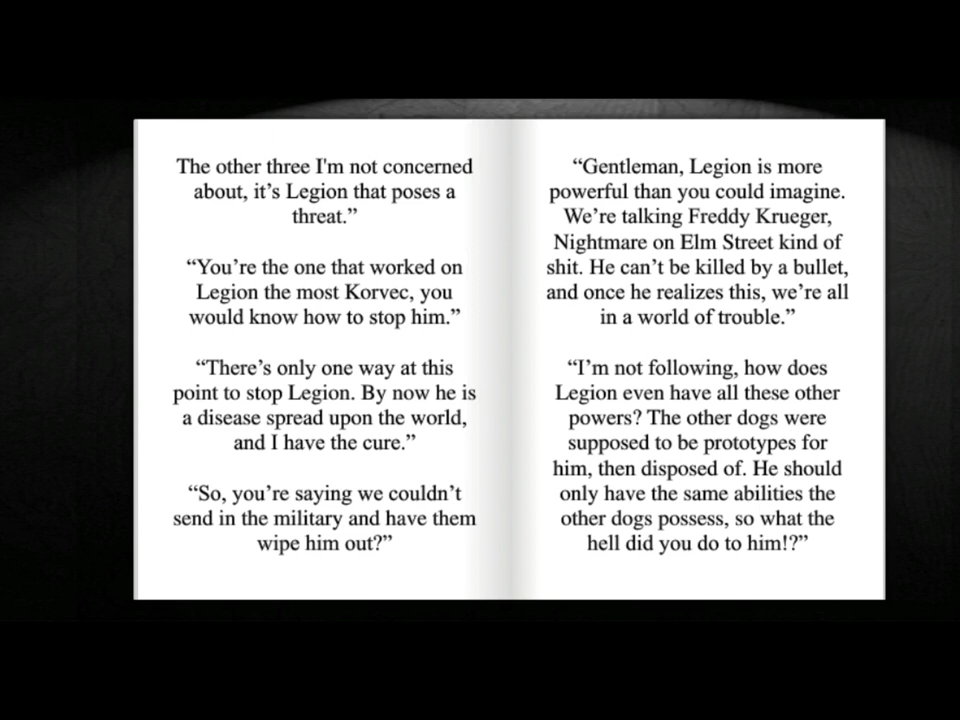 The other three I'm not concerned
about, it’s Legion that poses a
threat.”
“You’re the one that worked on
Legion the most Korvec, you
would know how to stop him.”
“There’s only one way at this
point to stop Legion. By now he is
a disease spread upon the world,
and I have the cure.”
“So, you’re saying we couldn’t
send in the military and have them
wipe him out?”
“Gentleman, Legion is more
powerful than you could imagine.
We’re talking Freddy Krueger,
Nightmare on Elm Street kind of
shit. He can’t be killed by a bullet,
and once he realizes this, we’re all
in a world of trouble.”
“I’m not following, how does
Legion even have all these other
powers? The other dogs were
supposed to be prototypes for
him, then disposed of. He should
only have the same abilities the
other dogs possess, so what the
hell did you do to him!?”